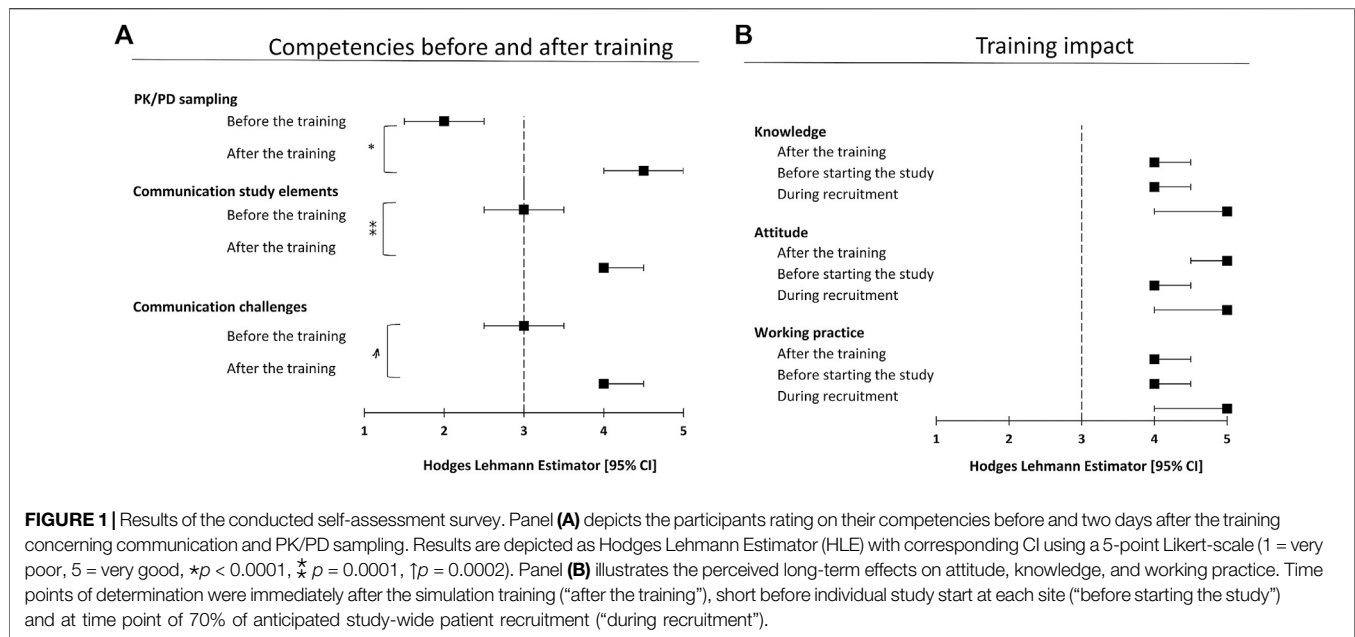 A
Competencies before and after training
PK/PD sampling
Before the training
After the training
*
Communication study elements
Before the training
After the training
**
Communication challenges
Before the training
After the training
↑
1 2 3 4 5
Hodges Lehmann Estimator [95% CI]
B
Training impact
Knowledge
After the training
Before starting the study
During recruitment
Attitude
After the training
Before starting the study
During recruitment
Working practice
After the training
Before starting the study
During recruitment
1 2 3 4 5
Hodges Lehmann Estimator [95% CI]
FIGURE 1 | Results of the conducted self-assessment survey. Panel (A) depicts the participants rating on their competencies before and two days after the training
concerning communication and PK/PD sampling. Results are depicted as Hodges Lehmann Estimator (HLE) with corresponding CI using a 5-point Likert-scale (1 = very
poor, 5 = very good, *p < 0.0001, ** p = 0.0001, ↑p = 0.0002). Panel (B) illustrates the perceived long-term effects on attitude, knowledge, and working practice. Time
points of determination were immediately after the simulation training (“after the training”), short before individual study start at each site (“before starting the study”)
and at time point of 70% of anticipated study-wide patient recruitment (“during recruitment”).